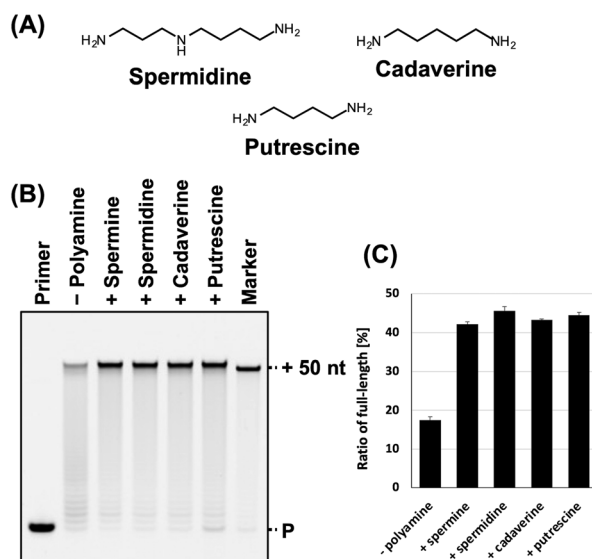 (A)
H₂N
N
H
NH₂
Spermidine
H₂N
NH₂
Cadaverine
H₂N
NH₂
Putrescine
(B)
Primer
– Polyamine
+ Spermine
+ Spermidine
+ Cadaverine
+ Putrescine
Marker
+ 50 nt
P
(C)
Ratio of full-length [%]
50
40
30
20
10
0
- polyamine
+ spermine
+ spermidine
+ cadaverine
+ putrescine